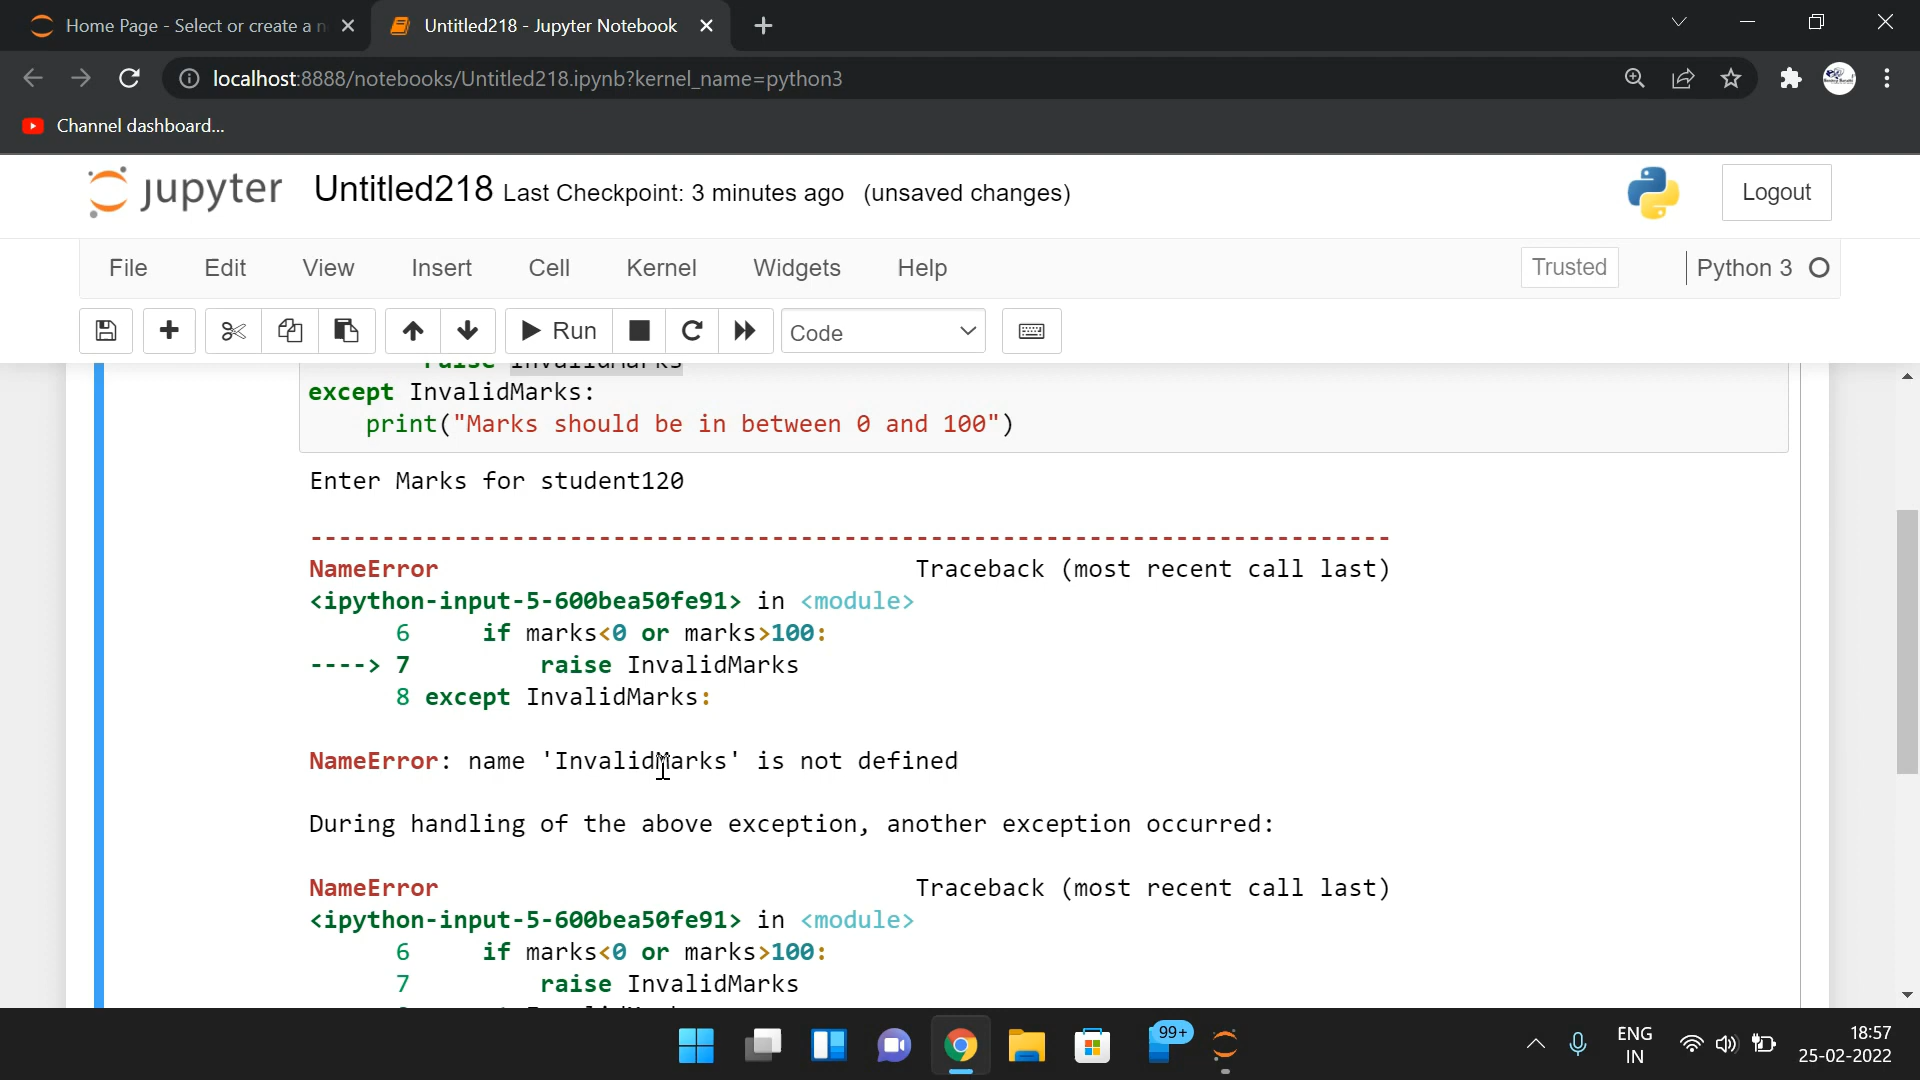 Home Page - Select or create a n
Untitled218 - Jupyter Notebook
localhost:8888/notebooks/Untitled218.ipynb?kernel_name=python3
Channel dashboard...
jupyter Untitled218 Last Checkpoint: 3 minutes ago (unsaved changes)
Logout
File Edit View Insert Cell Kernel Widgets Help
Trusted
Python 3
Run
Code
raise InvalidMarks
except InvalidMarks:
print("Marks should be in between 0 and 100")
Enter Marks for student120
---------------------------------------------------------------------------
NameError Traceback (most recent call last)
<ipython-input-5-600bea50fe91> in <module>
6 if marks<0 or marks>100:
----> 7 raise InvalidMarks
8 except InvalidMarks:
NameError: name 'InvalidMarks' is not defined
During handling of the above exception, another exception occurred:
NameError Traceback (most recent call last)
<ipython-input-5-600bea50fe91> in <module>
6 if marks<0 or marks>100:
7 raise InvalidMarks
99+
ENG
IN
18:57
25-02-2022